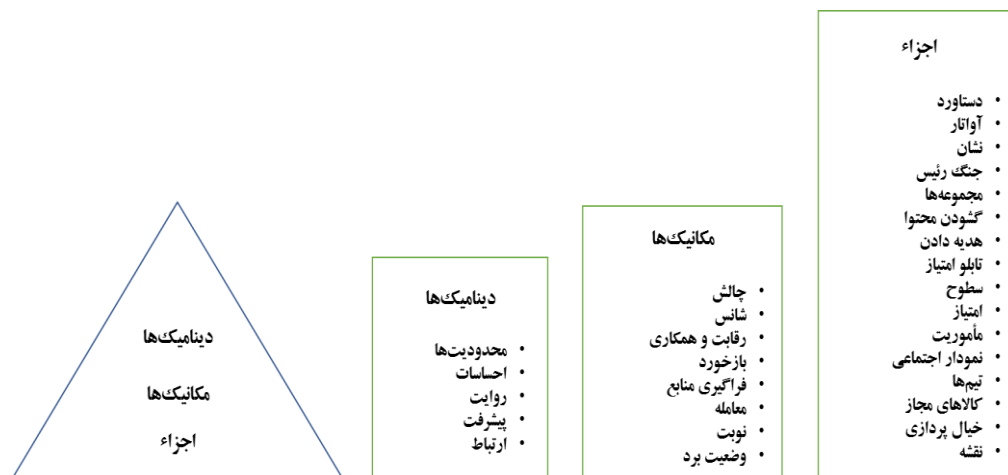 اجزاء
• دستاورد
• آواتار
• نشان
• جنگ رئیس
• مجموعه‌ها
• گشودن محتوا
• هدیه دادن
• تابلو امتیاز
• سطوح
• امتیاز
• مأموریت
• نمودار اجتماعی
• تیم‌ها
• کالاهای مجاز
• خیال پردازی
• نقشه
مکانیک‌ها
• چالش
• شانس
• رقابت و همکاری
• بازخورد
• فراگیری منابع
• معامله
• نوبت
• وضعیت برد
دینامیک‌ها
• محدودیت‌ها
• احساسات
• روایت
• پیشرفت
• ارتباط
دینامیک‌ها
مکانیک‌ها
اجزاء